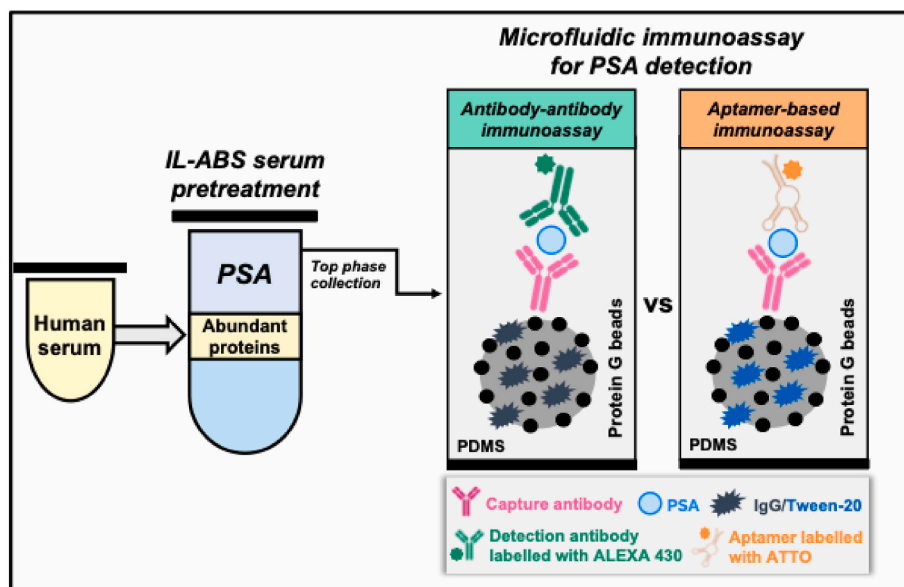 Microfluidic immunoassay
for PSA detection
Antibody-antibody
immunoassay
Aptamer-based
immunoassay
IL-ABS serum
pretreatment
PSA
Top phase
collection
Human
serum
Abundant
proteins
Protein G beads
PDMS
vs
Protein G beads
PDMS
Capture antibody
PSA
IgG/Tween-20
Detection antibody
labelled with ALEXA 430
Aptamer labelled
with ATTO